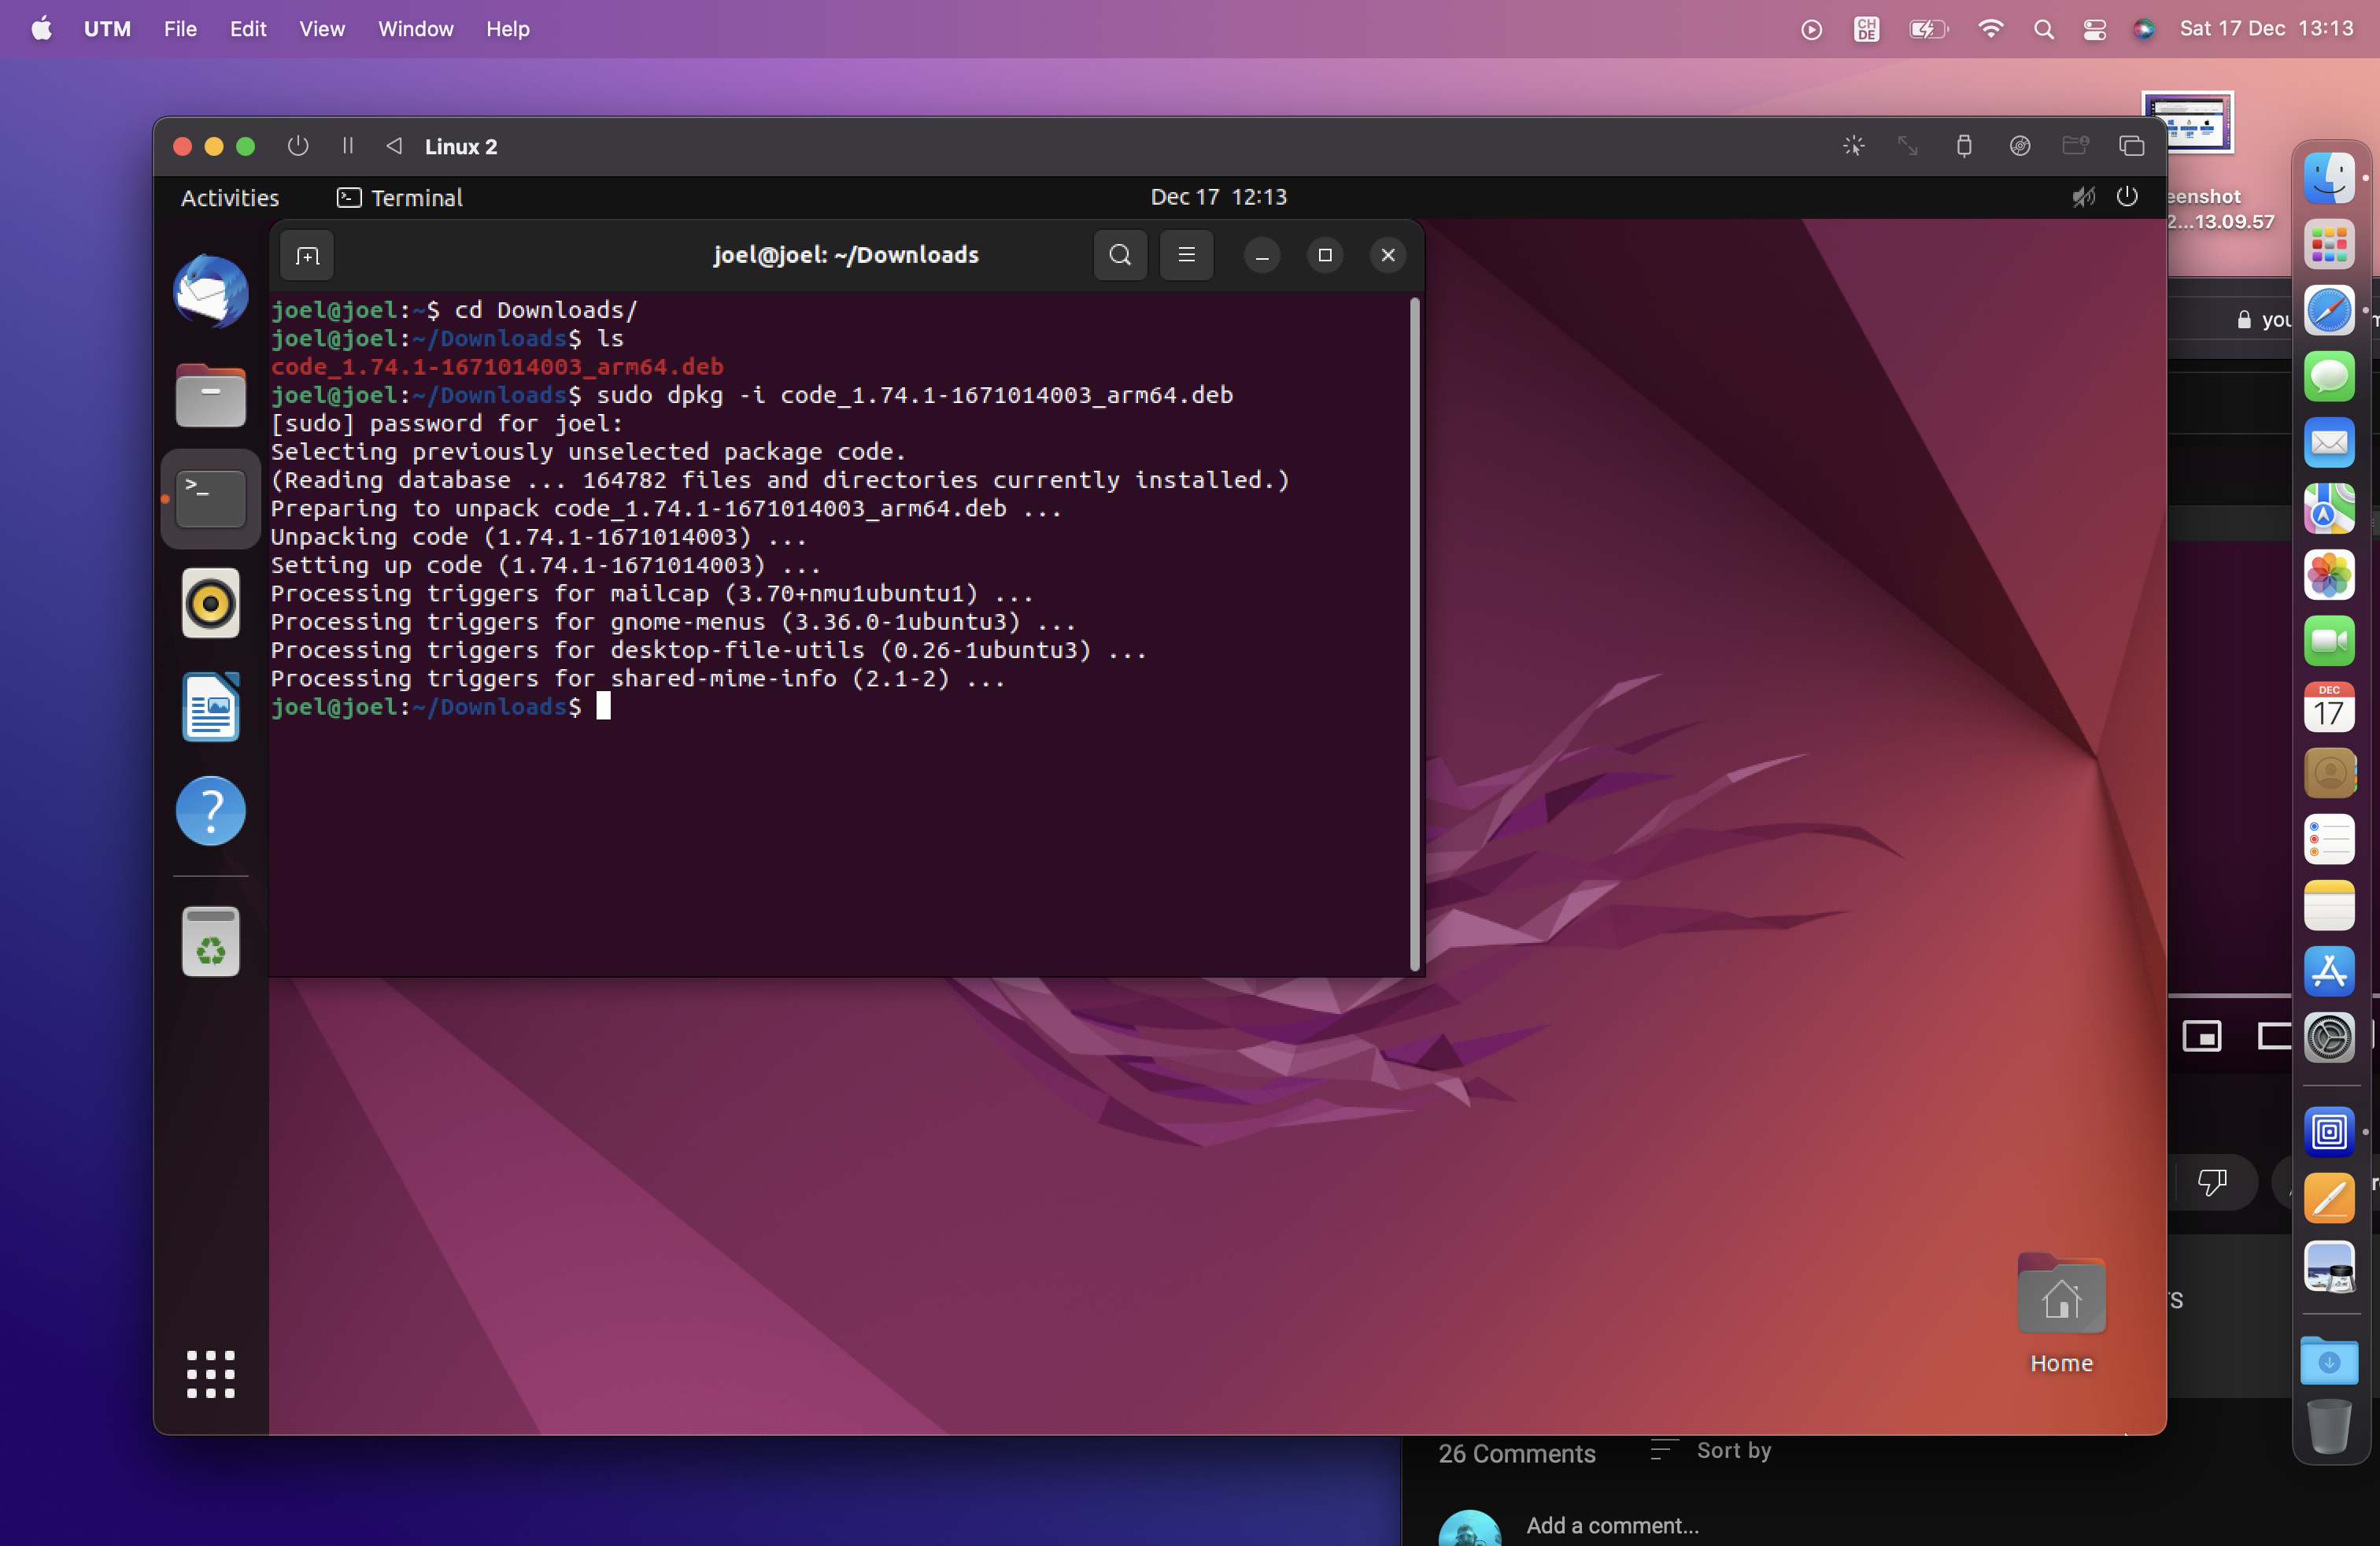 UTM File Edit View Window Help
CH
DE
Sat 17 Dec 13:13
Linux 2
Activities
Terminal
Dec 17 12:13
eenshot
2...13.09.57
joel@joel: ~/Downloads
joel@joel:~$ cd Downloads/
joel@joel:~/Downloads$ ls
code_1.74.1-1671014003_arm64.deb
joel@joel:~/Downloads$ sudo dpkg -i code_1.74.1-1671014003_arm64.deb
[sudo] password for joel:
Selecting previously unselected package code.
(Reading database ... 164782 files and directories currently installed.)
Preparing to unpack code_1.74.1-1671014003_arm64.deb ...
Unpacking code (1.74.1-1671014003) ...
Setting up code (1.74.1-1671014003) ...
Processing triggers for mailcap (3.70+nmu1ubuntu1) ...
Processing triggers for gnome-menus (3.36.0-1ubuntu3) ...
Processing triggers for desktop-file-utils (0.26-1ubuntu3) ...
Processing triggers for shared-mime-info (2.1-2) ...
joel@joel:~/Downloads$
you
DEC
17
Home
26 Comments
Sort by
Add a comment...